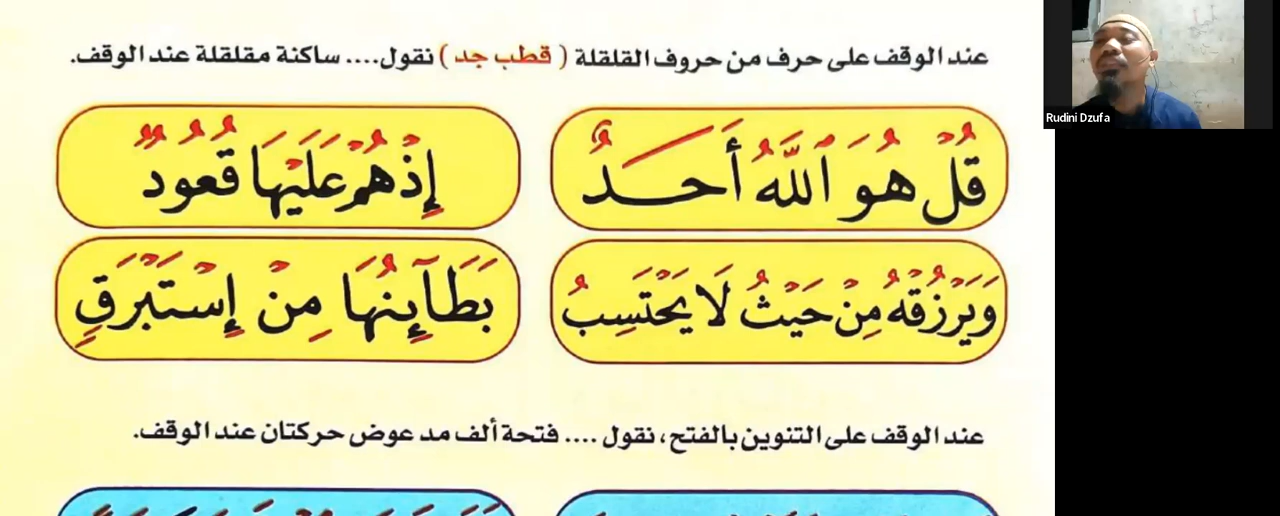 عند الوقف على حرف من حروف القلقلة ( قطب جد ) نقول.... ساكنة مقلقلة عند الوقف.
قُلْ هُوَ ٱللَّهُ أَحَدٌ
إِذْ هُمْ عَلَيْهَا قُعُودٌ
وَيَرْزُقْهُ مِنْ حَيْثُ لَا يَحْتَسِبُ
بَطَآئِنُهَا مِنْ إِسْتَبْرَقٍ
عند الوقف على التنوين بالفتح، نقول .... فتحة ألف مد عوض حركتان عند الوقف.
Rudini Dzufa